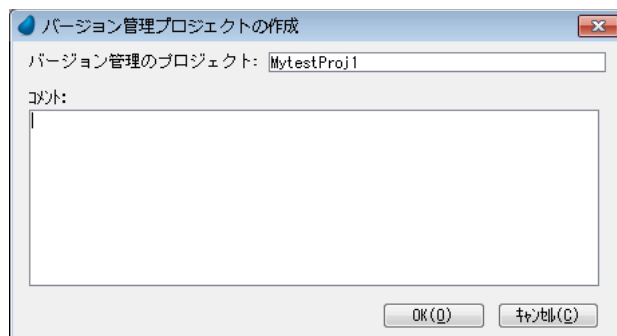 バージョン管理プロジェクトの作成
バージョン管理のプロジェクト: MytestProj1
ｺﾒﾝﾄ:
OK(O) ｷｬﾝｾﾙ(C)